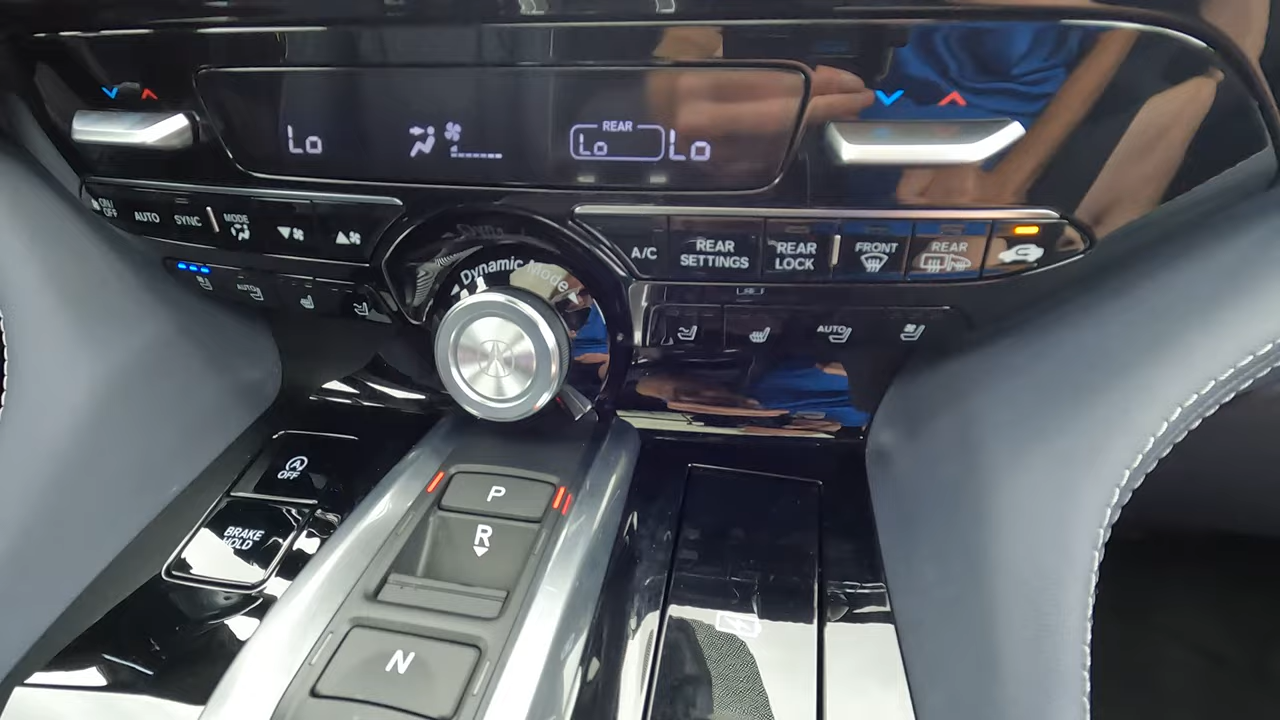 Lo
REAR
Lo
Lo
ON/
OFF
AUTO
SYNC
MODE
A/C
REAR
SETTINGS
REAR
LOCK
FRONT
REAR
Dynamic Mode
AUTO
AUTO
A
OFF
BRAKE
HOLD
P
R
N